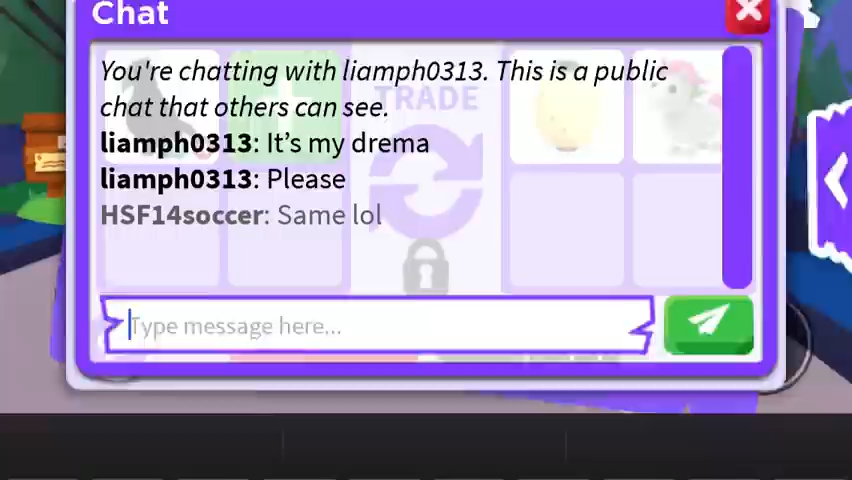 Chat
You're chatting with liamph0313. This is a public
chat that others can see.
TRADE
liamph0313: It's my drema
liamph0313: Please
HSF14soccer: Same lol
Type message here...